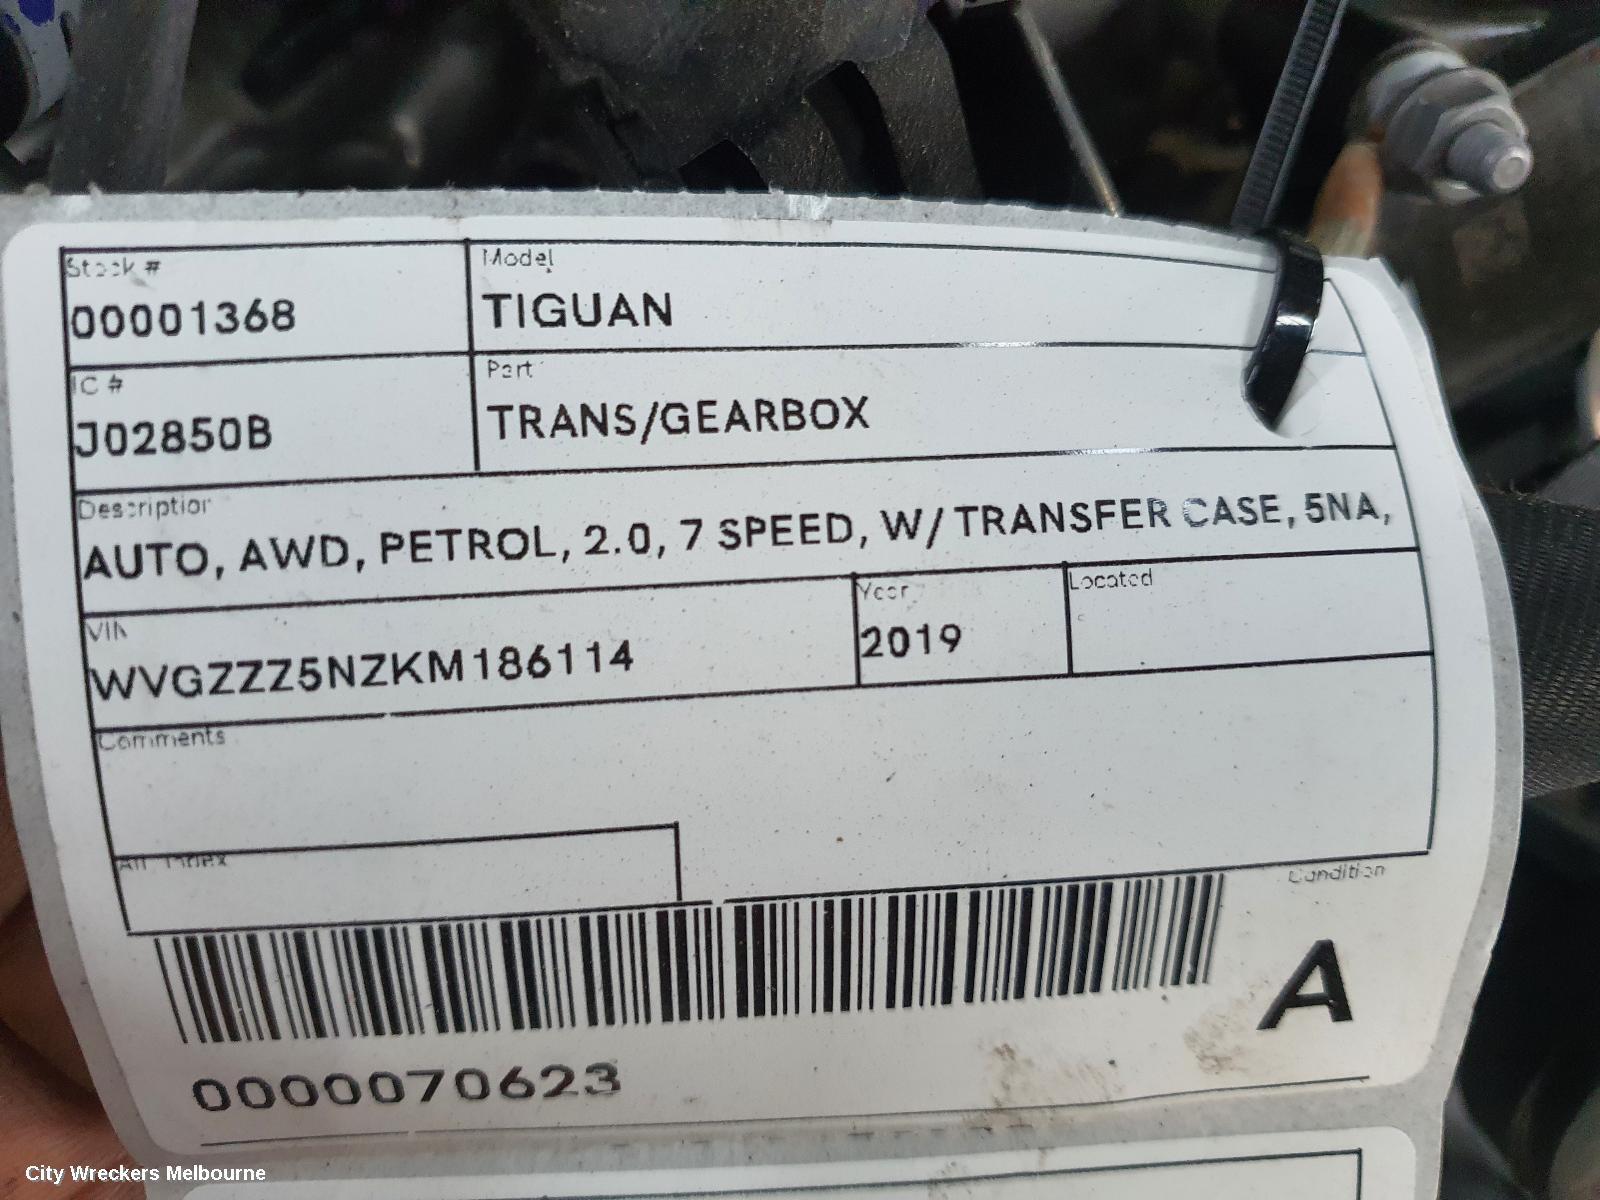 Stock #
00001368
Model
TIGUAN
IC #
J02850B
Part
TRANS/GEARBOX
Description
AUTO, AWD, PETROL, 2.0, 7 SPEED, W/ TRANSFER CASE, 5NA,
VIN
WVGZZZ5NZKM186114
Year
2019
Located
Comments
Index
Condition
A
0000070623
City Wreckers Melbourne